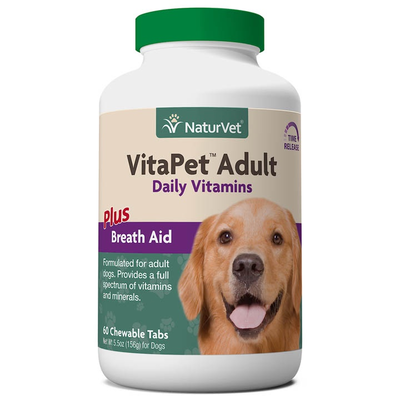 NaturVet®
TIME
RELEASE
VitaPet™ Adult
Daily Vitamins
Plus
Breath Aid
Formulated for adult
dogs. Provides a full
spectrum of vitamins
and minerals.
60 Chewable Tabs
Net Wt 5.5oz (156g) for Dogs